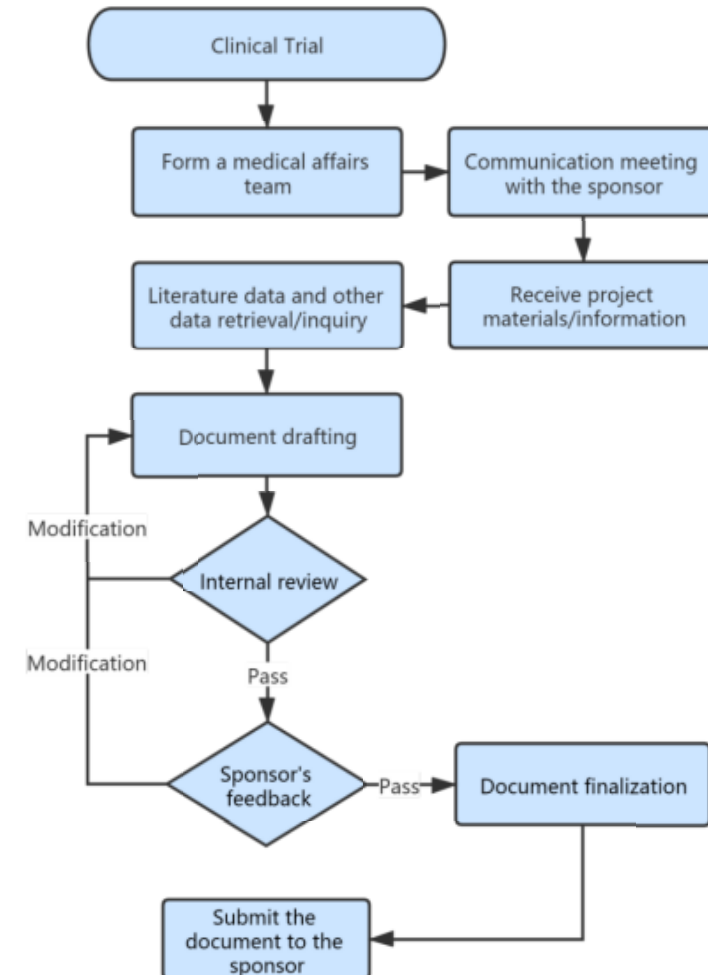 Clinical Trial
Form a medical affairs
team
Communication meeting
with the sponsor
Literature data and other
data retrieval/inquiry
Receive project
materials/information
Document drafting
Modification
Internal review
Modification
Pass
Sponsor's
feedback
Pass
Document finalization
Submit the
document to the
sponsor